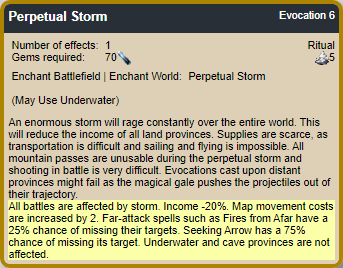 Perpetual Storm Evocation 6
Number of effects: 1 Ritual
Gems required: 70 5
Enchant Battlefield | Enchant World: Perpetual Storm
(May Use Underwater)
An enormous storm will rage constantly over the entire world. This
will reduce the income of all land provinces. Supplies are scarce, as
transportation is difficult and sailing and flying is impossible. All
mountain passes are unusable during the perpetual storm and
shooting in battle is very difficult. Evocations cast upon distant
provinces might fail as the magical gale pushes the projectiles out of
their trajectory.
All battles are affected by storm. Income -20%. Map movement costs
are increased by 2. Far-attack spells such as Fires from Afar have a
25% chance of missing their targets. Seeking Arrow has a 75%
chance of missing its target. Underwater and cave provinces are not
affected.